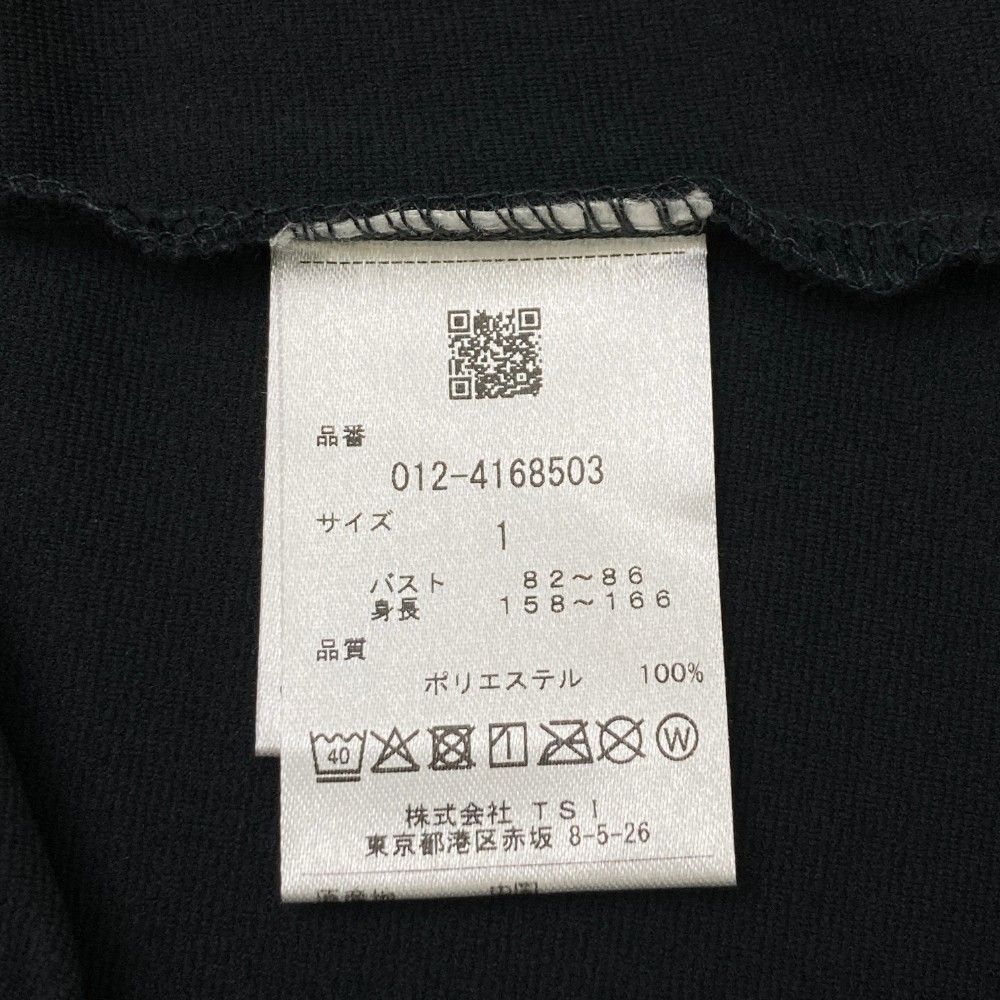 品番
012-4168503
サイズ
1
バスト 82～86
身長 158～166
品質
ポリエステル 100%
40 W
株式会社 TSI
東京都港区赤坂 8-5-26